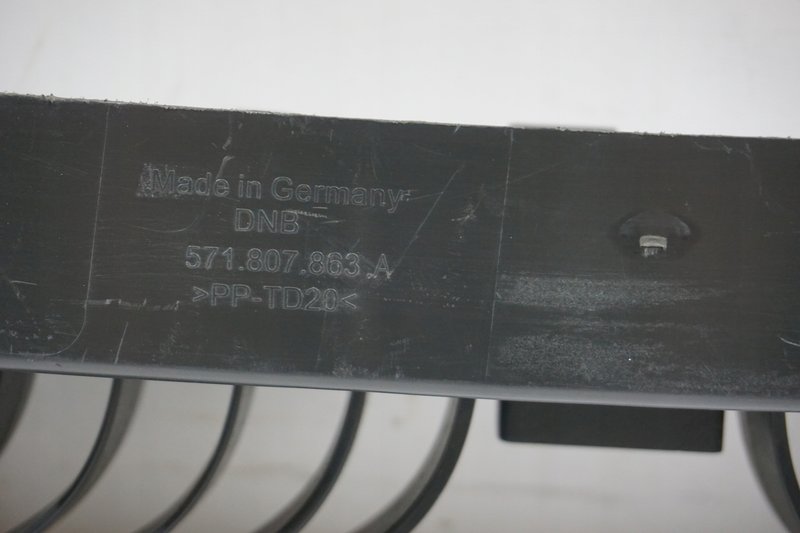 Made in Germany
DNB
571.807.863 A
>PP-TD20<